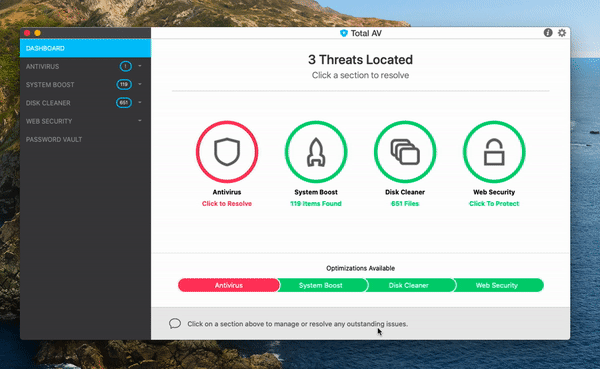 Total AV
DASHBOARD
ANTIVIRUS 1
SYSTEM BOOST 119
DISK CLEANER 651
WEB SECURITY
PASSWORD VAULT
3 Threats Located
Click a section to resolve
Antivirus
Click to Resolve
System Boost
119 items Found
Disk Cleaner
651 Files
Web Security
Click To Protect
Optimizations Available
Antivirus System Boost Disk Cleaner Web Security
Click on a section above to manage or resolve any outstanding issues.